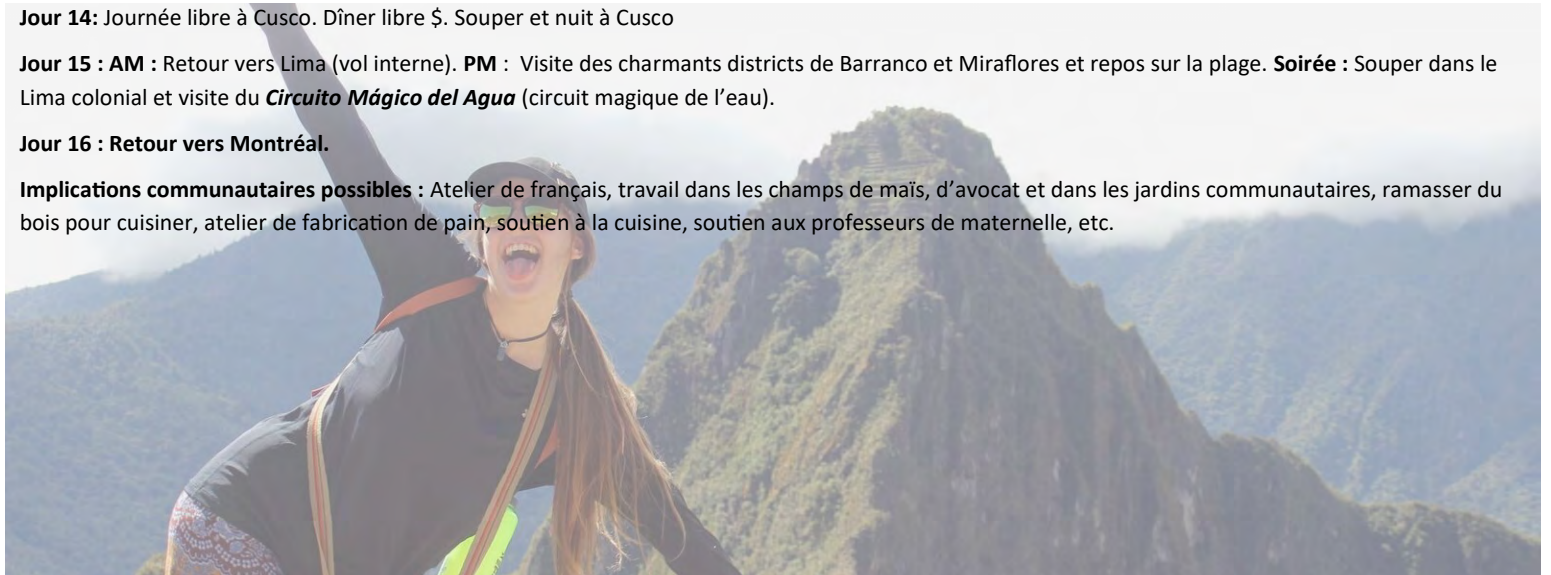 Jour 14: Journée libre à Cusco. Dîner libre $. Souper et nuit à Cusco
Jour 15 : AM : Retour vers Lima (vol interne). PM : Visite des charmants districts de Barranco et Miraflores et repos sur la plage. Soirée : Souper dans le
Lima colonial et visite du Circuito Mágico del Agua (circuit magique de l’eau).
Jour 16 : Retour vers Montréal.
Implications communautaires possibles : Atelier de français, travail dans les champs de maïs, d’avocat et dans les jardins communautaires, ramasser du
bois pour cuisiner, atelier de fabrication de pain, soutien à la cuisine, soutien aux professeurs de maternelle, etc.